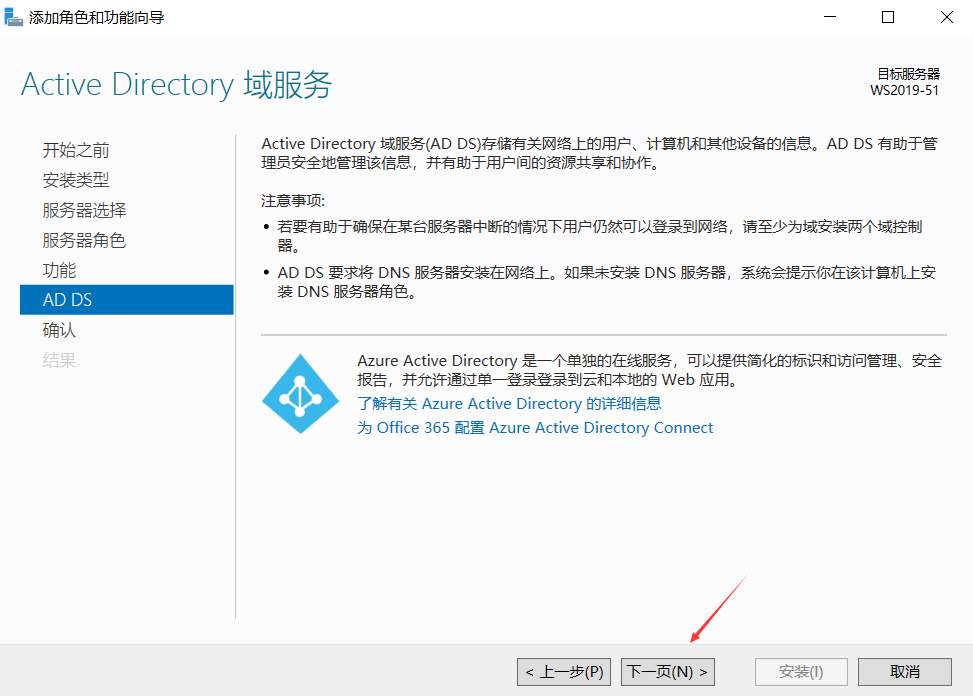 添加角色和功能向导
Active Directory 域服务
目标服务器
WS2019-51
开始之前
安装类型
服务器选择
服务器角色
功能
AD DS
确认
结果
Active Directory 域服务(AD DS)存储有关网络上的用户、计算机和其他设备的信息。AD DS 有助于管
理员安全地管理该信息，并有助于用户间的资源共享和协作。
注意事项:
• 若要有助于确保在某台服务器中断的情况下用户仍然可以登录到网络，请至少为域安装两个域控制
器。
• AD DS 要求将 DNS 服务器安装在网络上。如果未安装 DNS 服务器，系统会提示你在该计算机上安
装 DNS 服务器角色。
Azure Active Directory 是一个单独的在线服务，可以提供简化的标识和访问管理、安全
报告，并允许通过单一登录登录到云和本地的 Web 应用。
了解有关 Azure Active Directory 的详细信息
为 Office 365 配置 Azure Active Directory Connect
< 上一步(P)
下一页(N) >
安装(I)
取消